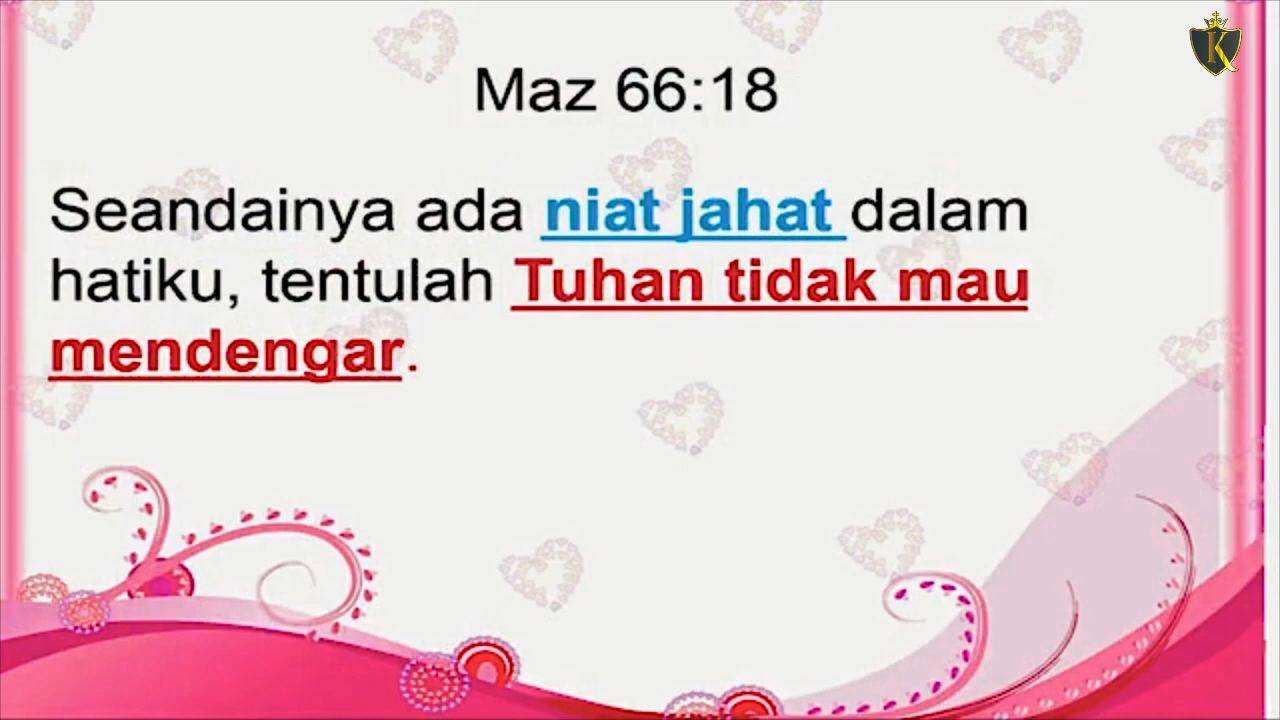 K
Maz 66:18
Seandainya ada niat jahat dalam
hatiku, tentulah Tuhan tidak mau
mendengar.